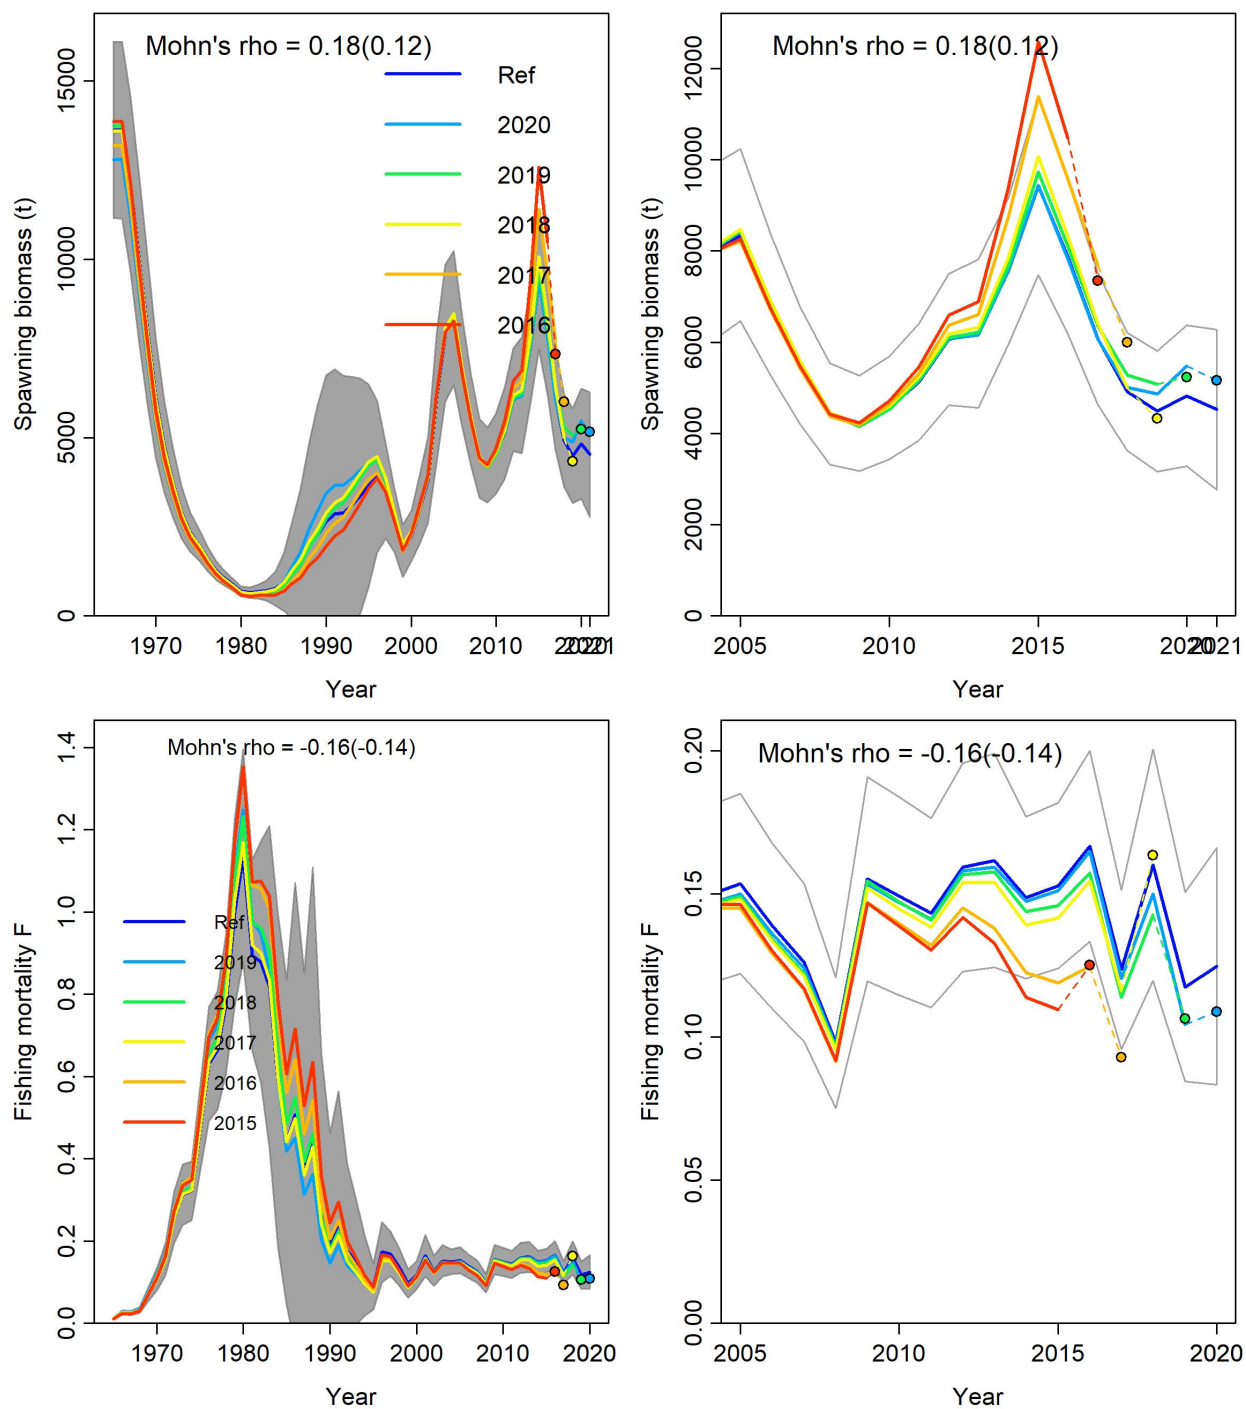 Mohn's rho = 0.18(0.12)
Spawning biomass (t)
15000
10000
5000
0
Ref
2020
2019
2018
2017
2016
1970 1980 1990 2000 2010 2020 2021
Year
Mohn's rho = 0.18(0.12)
Spawning biomass (t)
12000
10000
8000
6000
4000
2000
0
2005 2010 2015 2020 2021
Year
Mohn's rho = -0.16(-0.14)
Fishing mortality F
1.4
1.2
1.0
0.8
0.6
0.4
0.2
0.0
Ref
2019
2018
2017
2016
2015
1970 1980 1990 2000 2010 2020
Year
Mohn's rho = -0.16(-0.14)
Fishing mortality F
0.20
0.15
0.10
0.05
0.00
2005 2010 2015 2020
Year